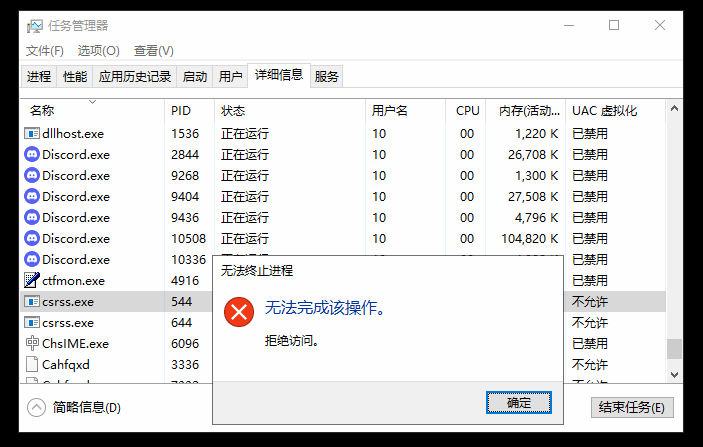 任务管理器
文件(F) 选项(O) 查看(V)
进程 性能 应用历史记录 启动 用户 详细信息 服务
名称 PID 状态 用户名 CPU 内存(活动... UAC 虚拟化
dllhost.exe 1536 正在运行 10 00 1,220 K 已禁用
Discord.exe 2844 正在运行 10 00 26,708 K 已禁用
Discord.exe 9268 正在运行 10 00 1,300 K 已禁用
Discord.exe 9404 正在运行 10 00 27,508 K 已禁用
Discord.exe 9436 正在运行 10 00 4,796 K 已禁用
Discord.exe 10508 正在运行 10 00 104,820 K 已禁用
Discord.exe 10336 已禁用
ctfmon.exe 4916 已禁用
csrss.exe 544 不允许
csrss.exe 644 不允许
ChsIME.exe 6096 已禁用
Cahfqxd 3336 不允许
无法终止进程
无法完成该操作。
拒绝访问。
确定
简略信息(D) 结束任务(E)